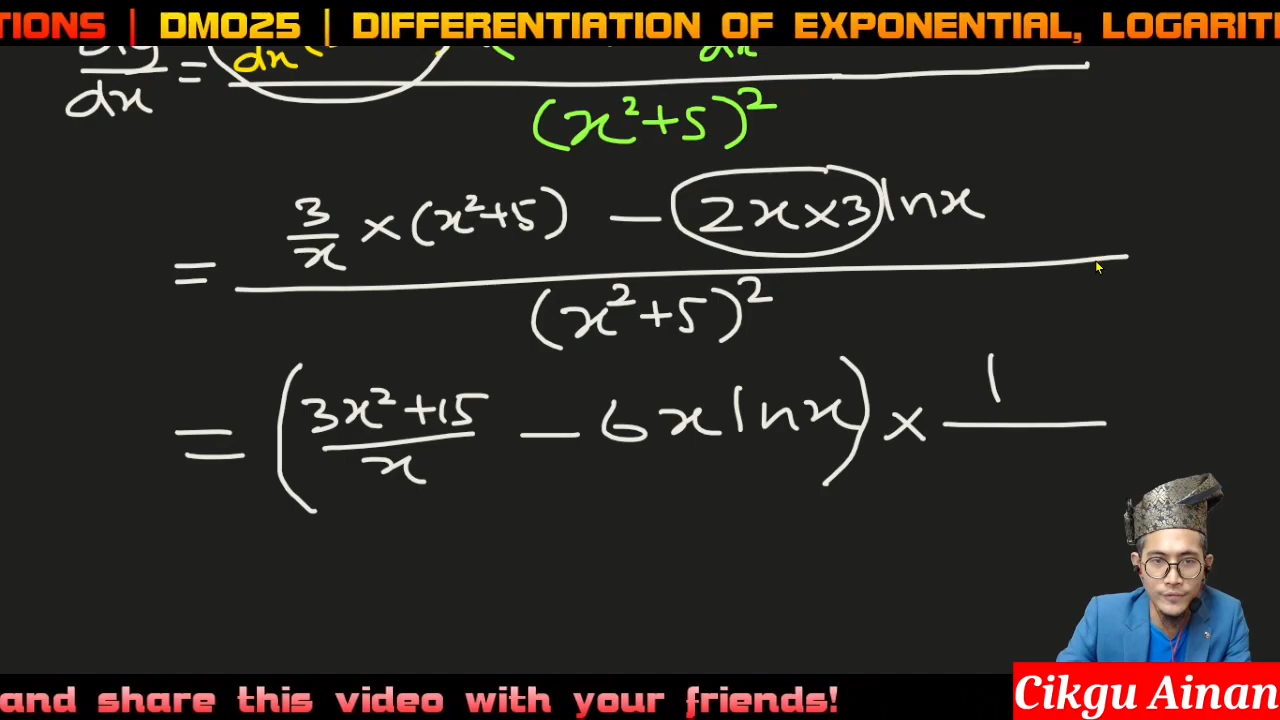 TIONS | DM025 | DIFFERENTIATION OF EXPONENTIAL, LOGARIT
dy/dx = d/dx
(x²+5)²
= (3/x × (x²+5) − 2x×3 lnx) / (x²+5)²
= ((3x²+15)/x − 6x lnx) × 1/
and share this video with your friends!
Cikgu Ainan